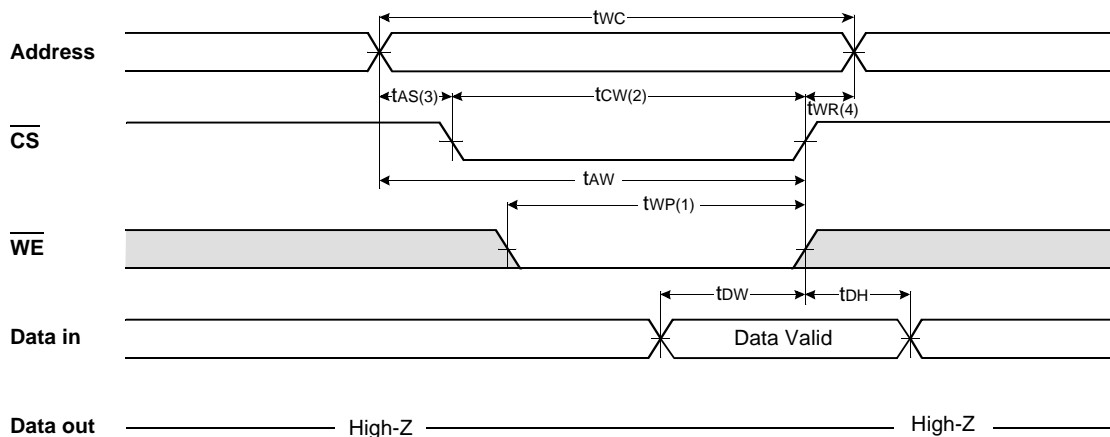 tWC
Address
tAS(3) tCW(2) tWR(4)
CS
tAW
tWP(1)
WE
tDW tDH
Data in Data Valid
Data out High-Z High-Z